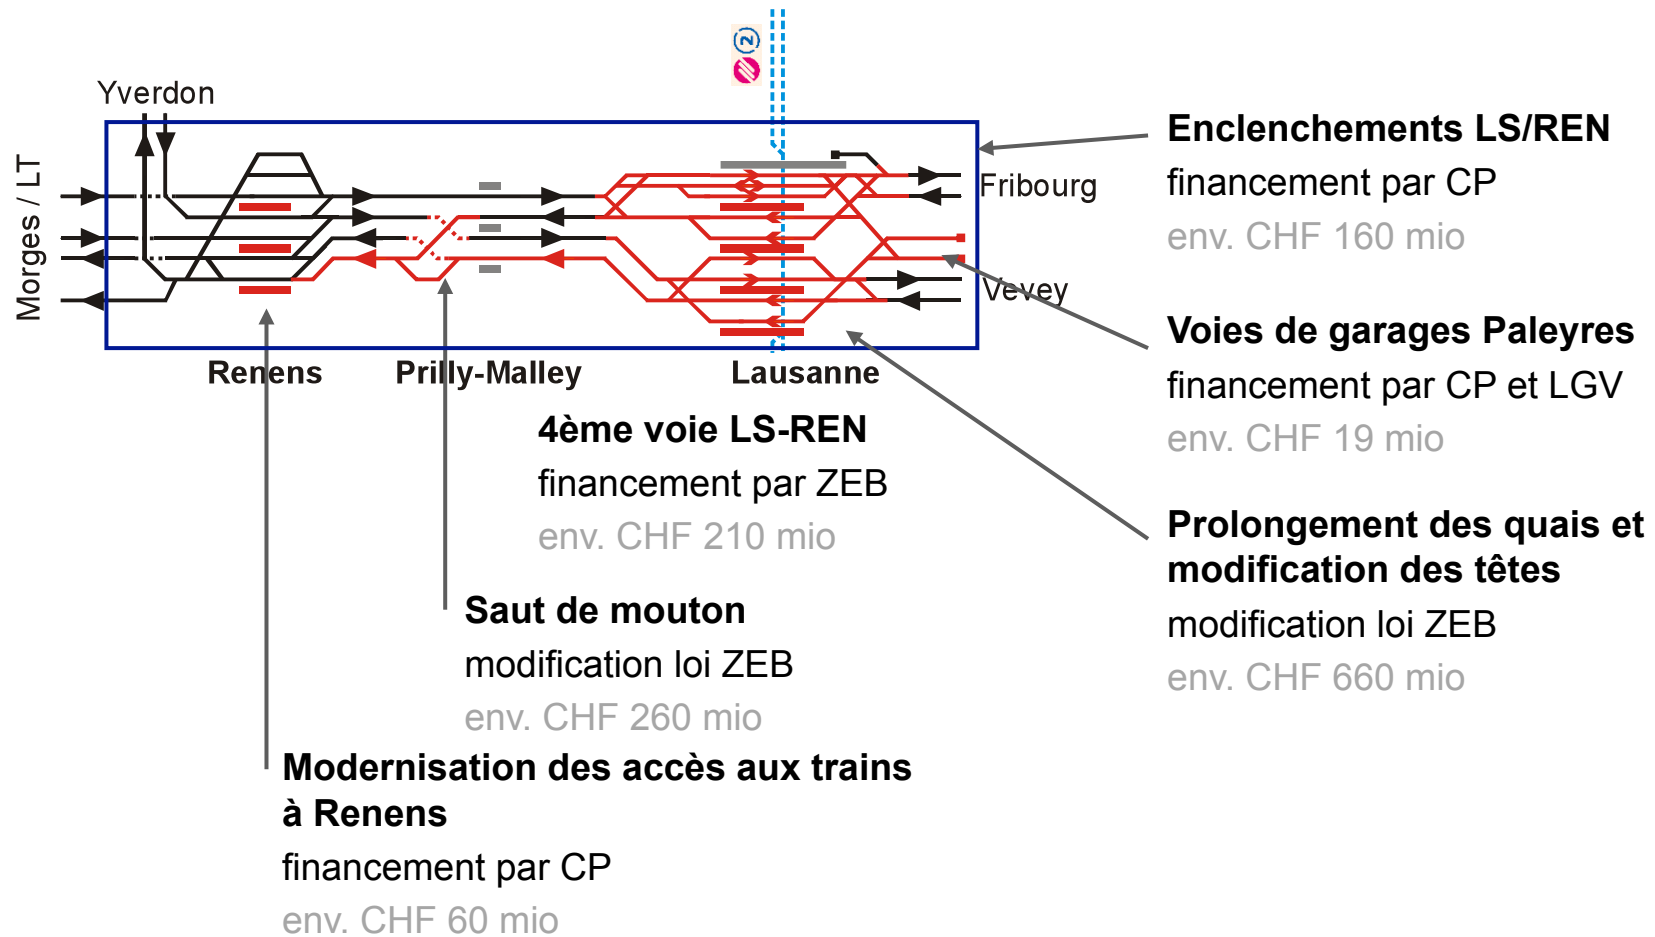 2
Yverdon
Morges / LT
Fribourg
Vevey
Renens
Prilly-Malley
Lausanne
Enclenchements LS/REN
financement par CP
env. CHF 160 mio
Voies de garages Paleyres
financement par CP et LGV
env. CHF 19 mio
4ème voie LS-REN
financement par ZEB
env. CHF 210 mio
Prolongement des quais et
modification des têtes
modification loi ZEB
env. CHF 660 mio
Saut de mouton
modification loi ZEB
env. CHF 260 mio
Modernisation des accès aux trains
à Renens
financement par CP
env. CHF 60 mio